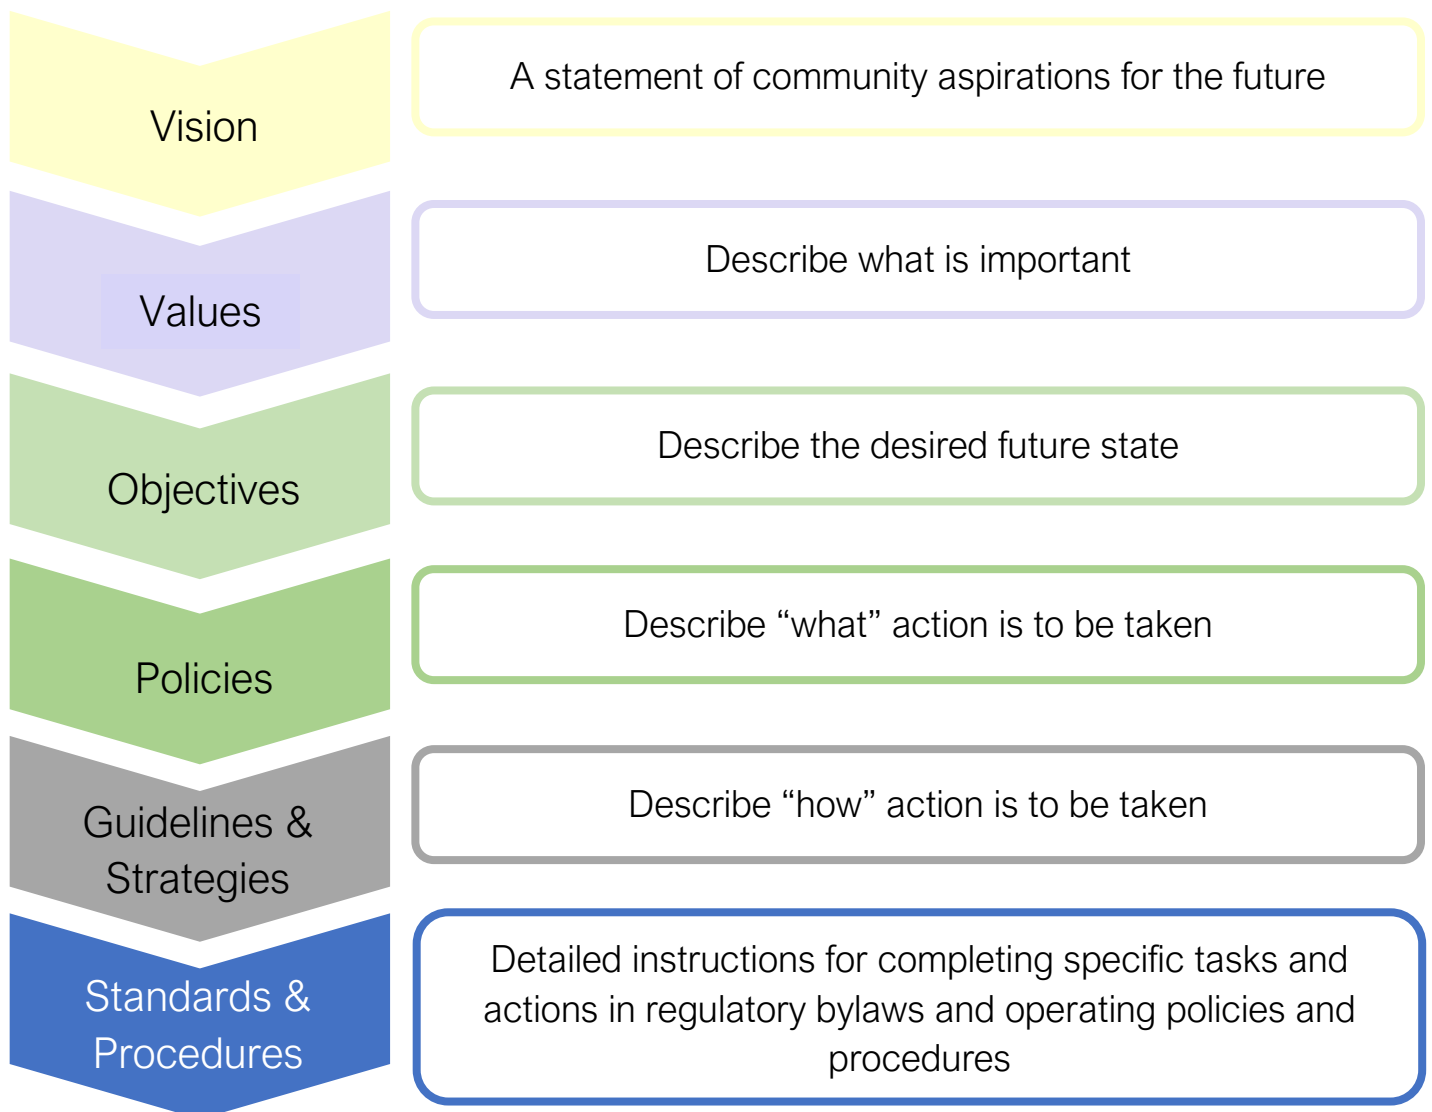 Vision
A statement of community aspirations for the future
Values
Describe what is important
Objectives
Describe the desired future state
Policies
Describe “what” action is to be taken
Guidelines &
Strategies
Describe “how” action is to be taken
Standards &
Procedures
Detailed instructions for completing specific tasks and
actions in regulatory bylaws and operating policies and
procedures